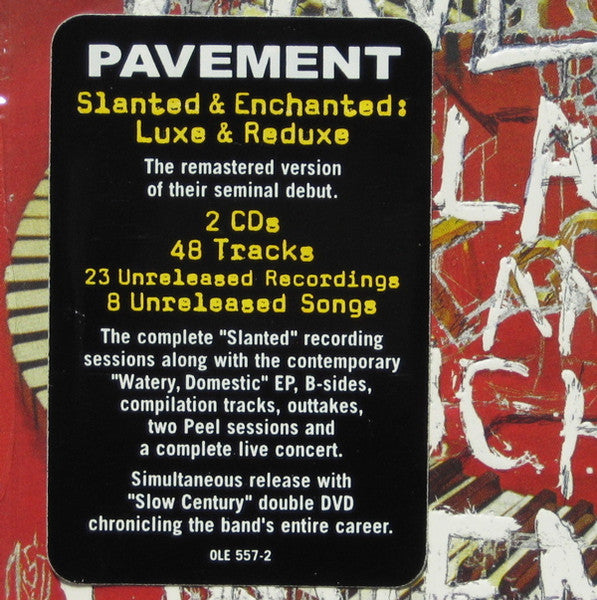 PAVEMENT
Slanted & Enchanted:
Luxe & Reduxe
The remastered version
of their seminal debut.
2 CDs
48 Tracks
23 Unreleased Recordings
8 Unreleased Songs
The complete "Slanted" recording
sessions along with the contemporary
"Watery, Domestic" EP, B-sides,
compilation tracks, outtakes,
two Peel sessions and
a complete live concert.
Simultaneous release with
"Slow Century" double DVD
chronicling the band's entire career.
OLE 557-2
LA